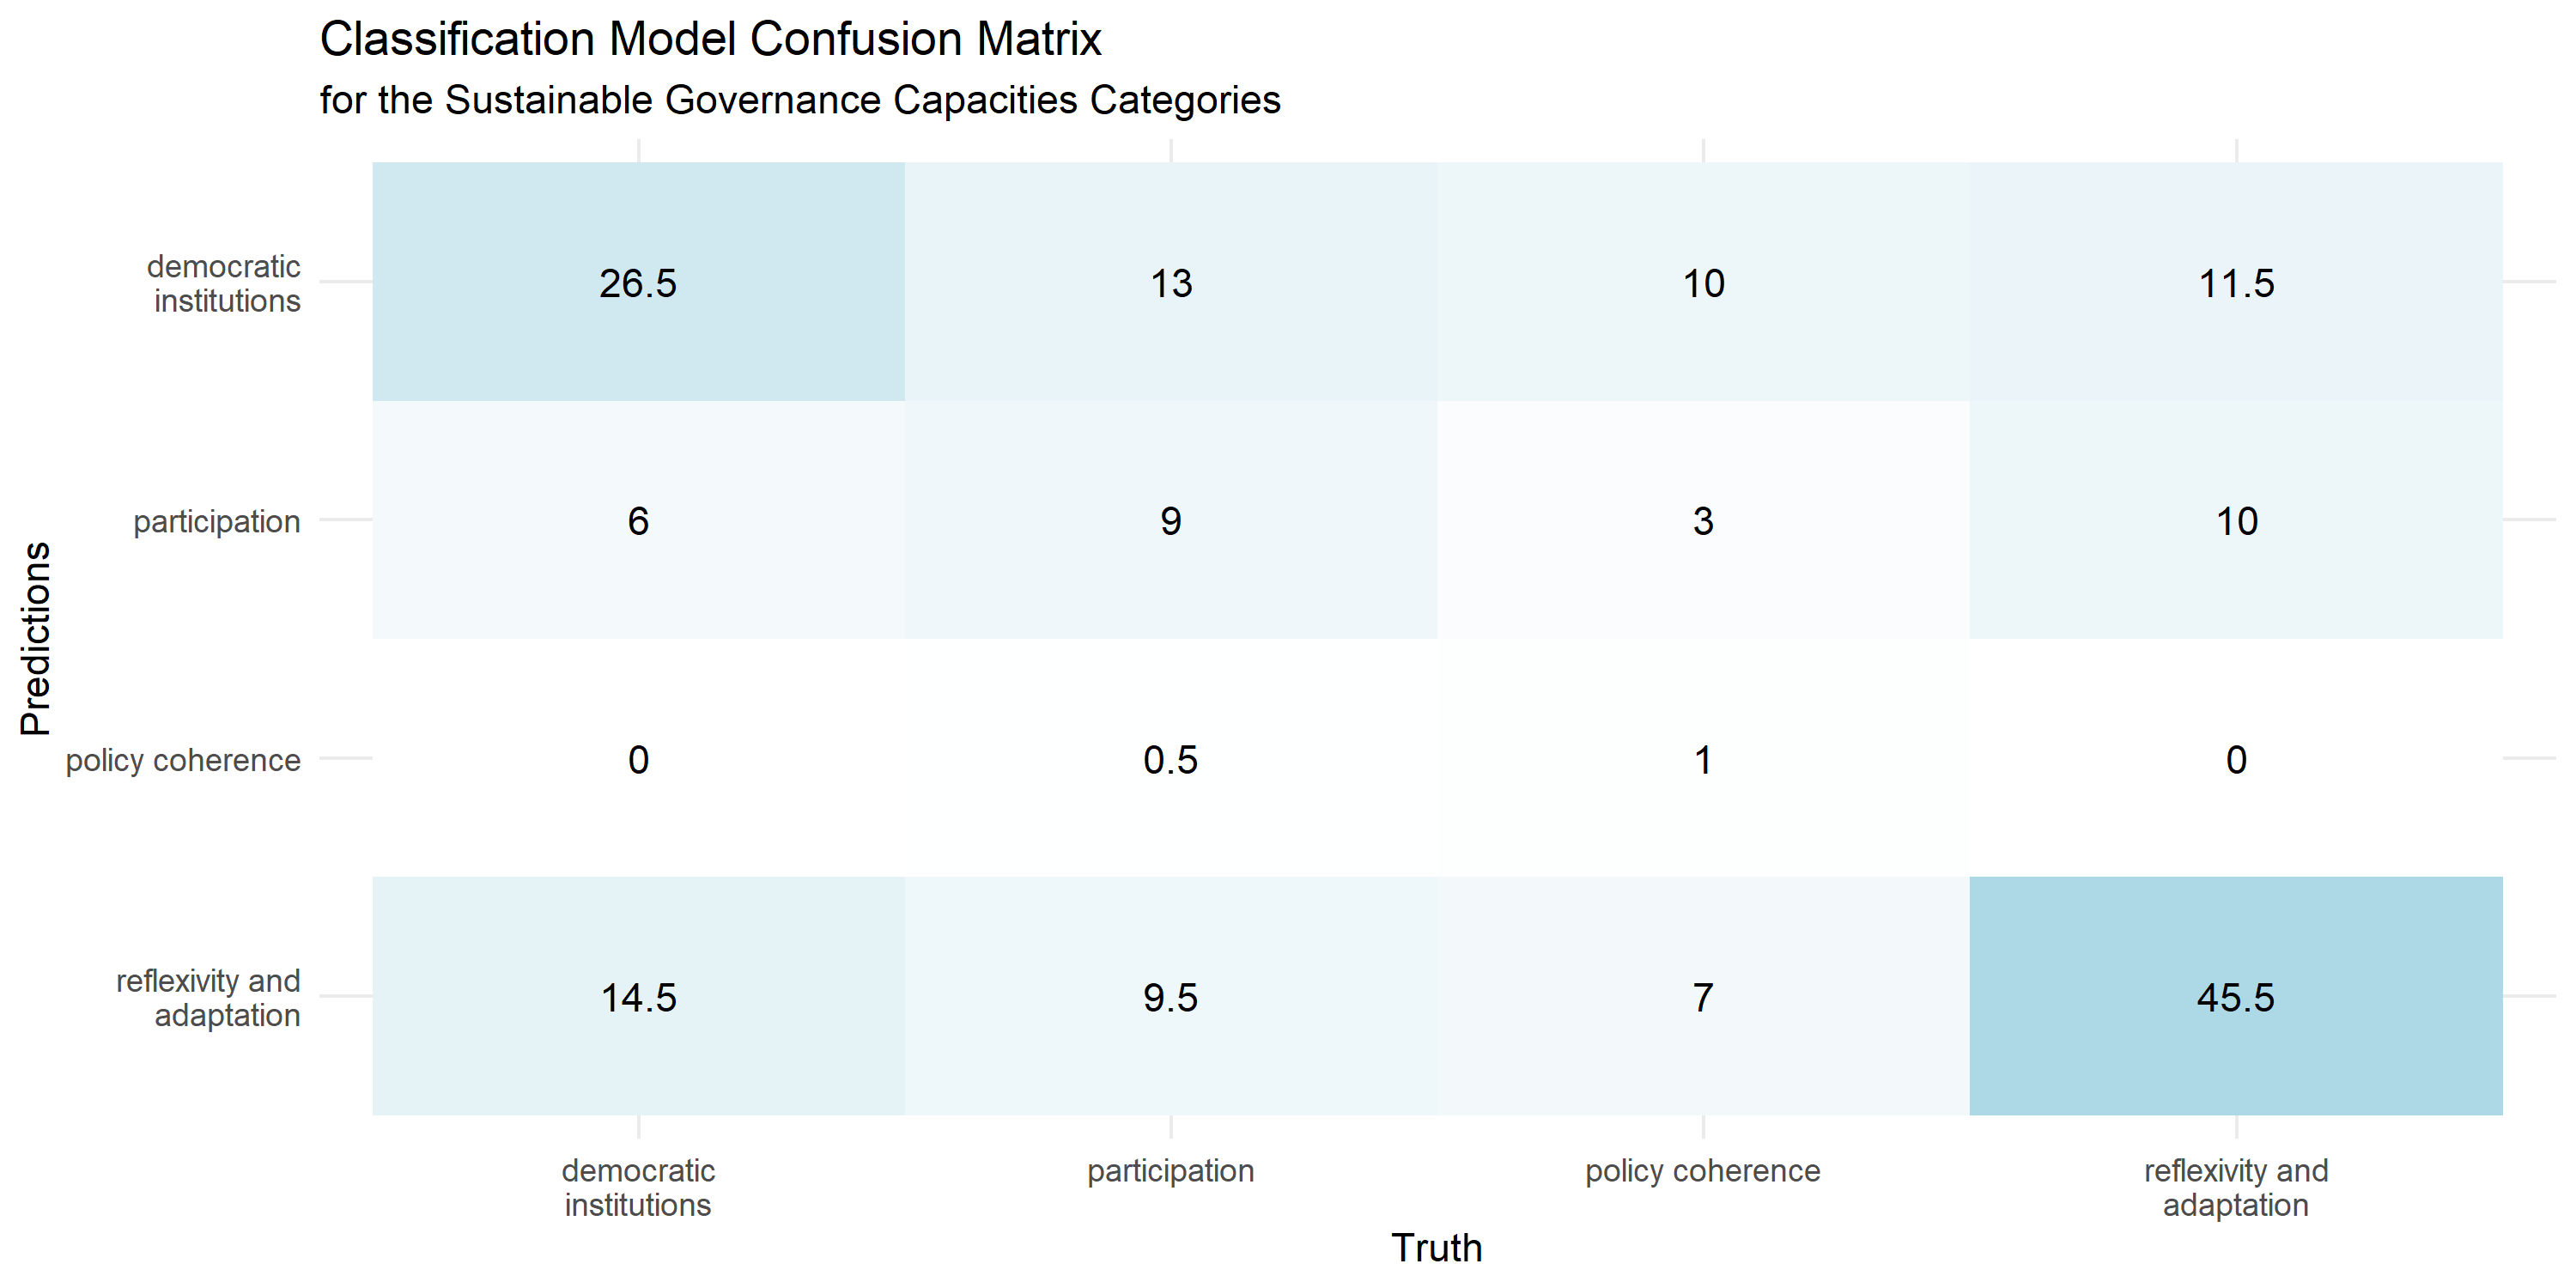 Classification Model Confusion Matrix
for the Sustainable Governance Capacities Categories
Predictions
democratic
institutions
26.5 13 10 11.5
participation
6 9 3 10
policy coherence
0 0.5 1 0
reflexivity and
adaptation
14.5 9.5 7 45.5
democratic
institutions
participation
policy coherence
reflexivity and
adaptation
Truth